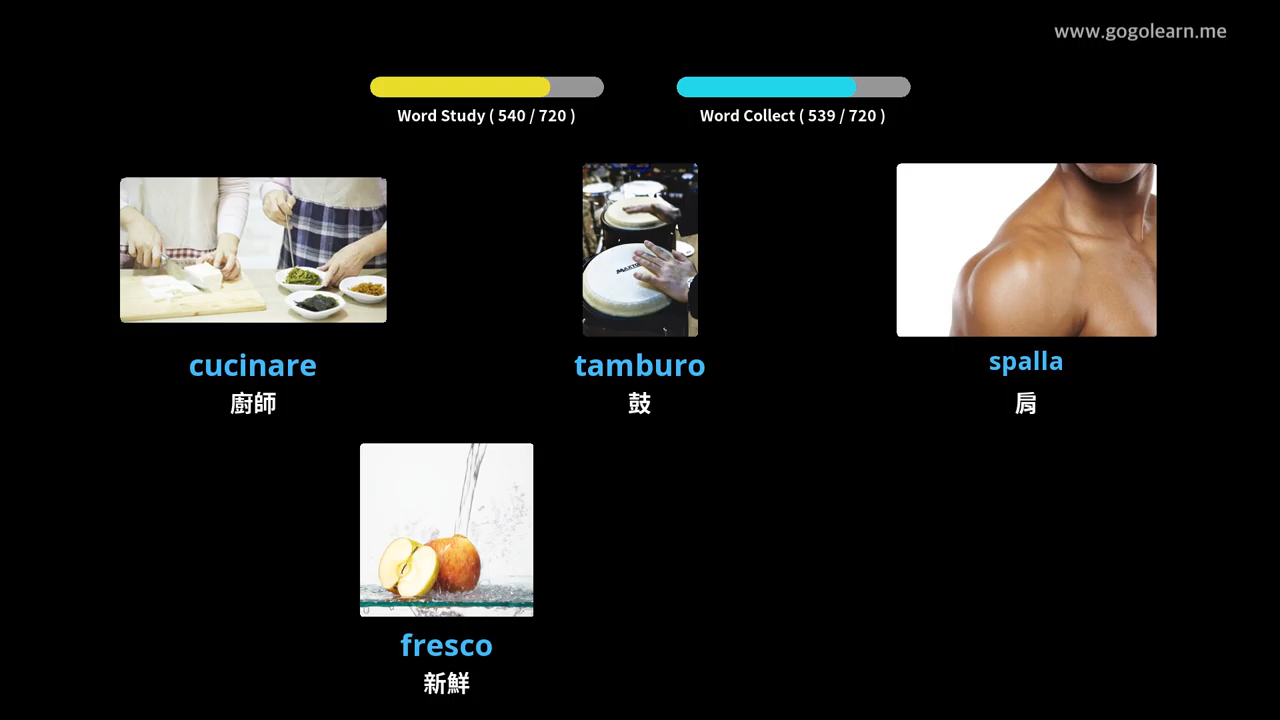 www.gogolearn.me
Word Study ( 540 / 720 )
Word Collect ( 539 / 720 )
cucinare
廚師
tamburo
鼓
spalla
肩
fresco
新鮮